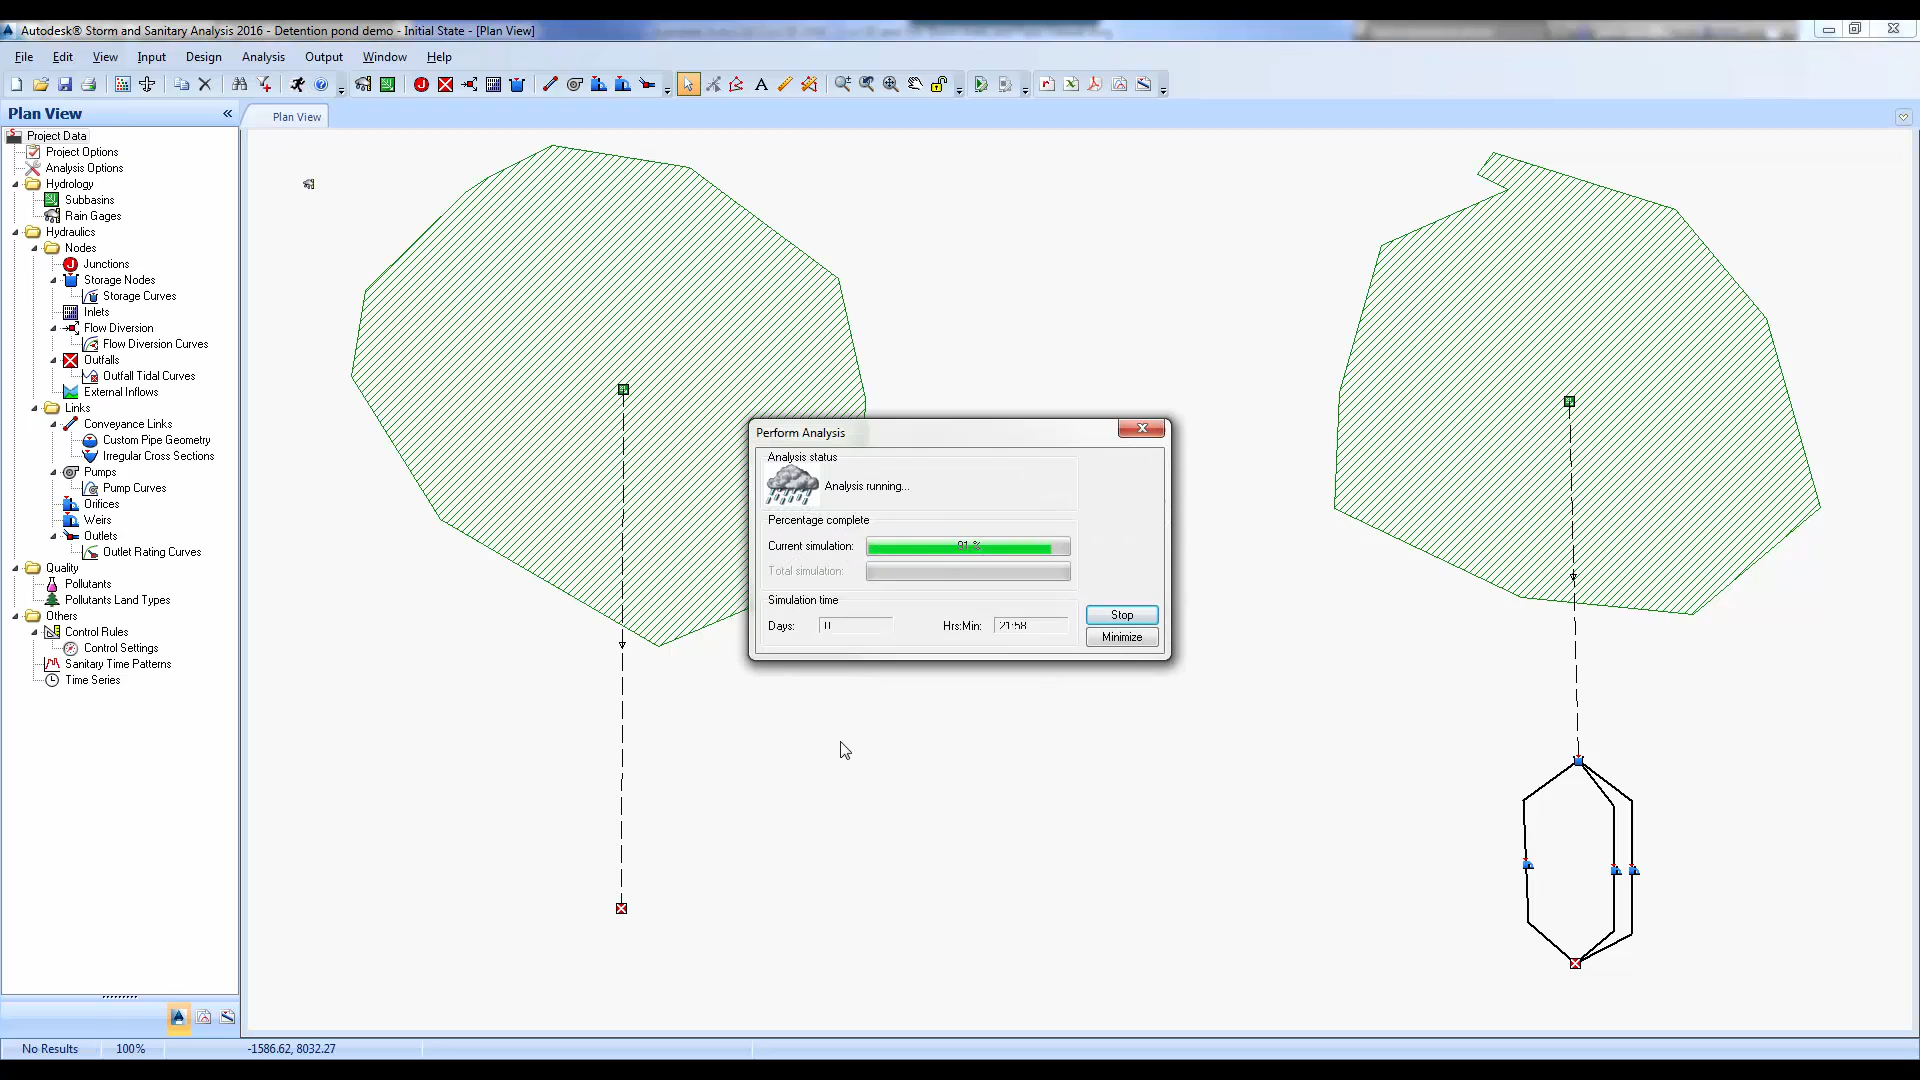 Autodesk® Storm and Sanitary Analysis 2016 - Detention pond demo - Initial State - [Plan View]
File Edit View Input Design Analysis Output Window Help
Plan View
Plan View
Project Data
Project Options
Analysis Options
Hydrology
Subbasins
Rain Gages
Hydraulics
Nodes
Junctions
Storage Nodes
Storage Curves
Inlets
Flow Diversion
Flow Diversion Curves
Outfalls
Outfall Tidal Curves
External Inflows
Links
Conveyance Links
Custom Pipe Geometry
Irregular Cross Sections
Pumps
Pump Curves
Orifices
Weirs
Outlets
Outlet Rating Curves
Quality
Pollutants
Pollutants Land Types
Others
Control Rules
Control Settings
Sanitary Time Patterns
Time Series
Perform Analysis
Analysis status
Analysis running...
Percentage complete
Current simulation: 91 %
Total simulation:
Simulation time
Days: 0 Hrs:Min: 21:58
Stop
Minimize
No Results 100% -1586.62, 8032.27